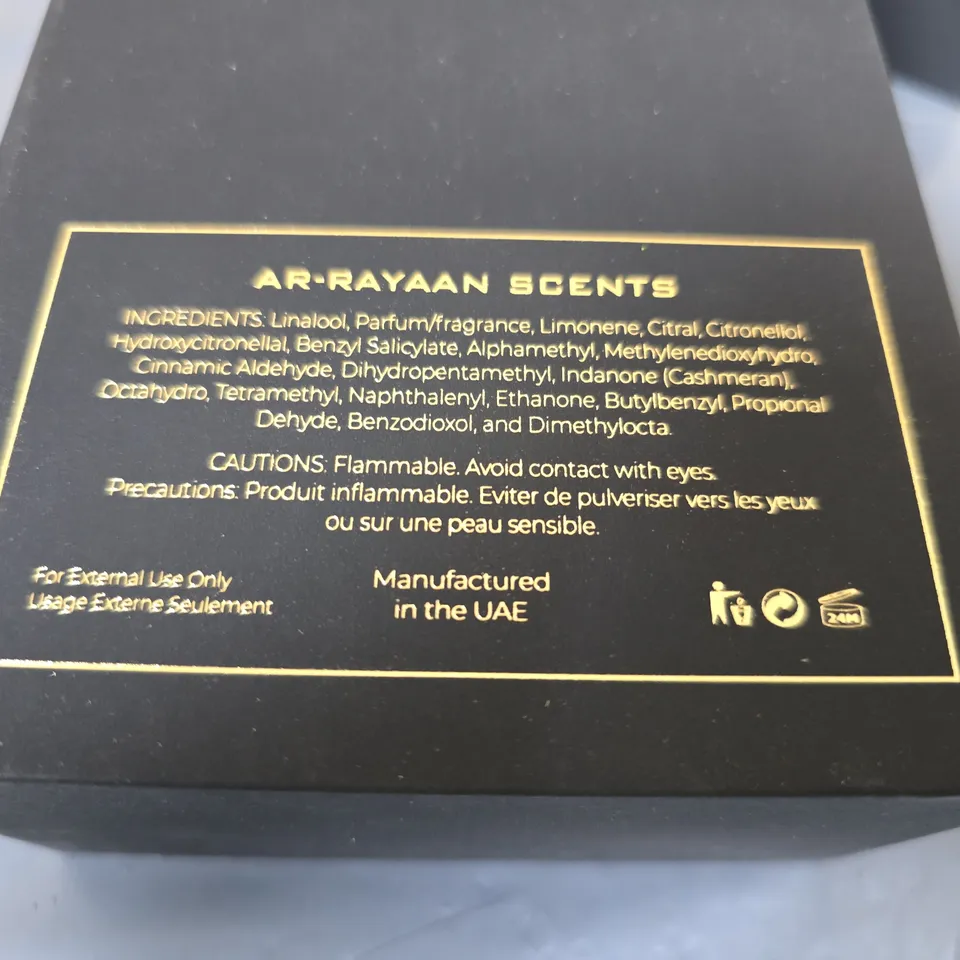 AR-RAYAAN SCENTS
INGREDIENTS: Linalool, Parfum/fragrance, Limonene, Citral, Citronellol,
Hydroxycitronellal, Benzyl Salicylate, Alphamethyl, Methylenedioxyhydro,
Cinnamic Aldehyde, Dihydropentamethyl, Indanone (Cashmeran),
Octahydro, Tetramethyl, Naphthalenyl, Ethanone, Butylbenzyl, Propional
Dehyde, Benzodioxol, and Dimethylocta.
CAUTIONS: Flammable. Avoid contact with eyes.
Precautions: Produit inflammable. Eviter de pulveriser vers les yeux
ou sur une peau sensible.
For External Use Only
Usage Externe Seulement
Manufactured
in the UAE
24M